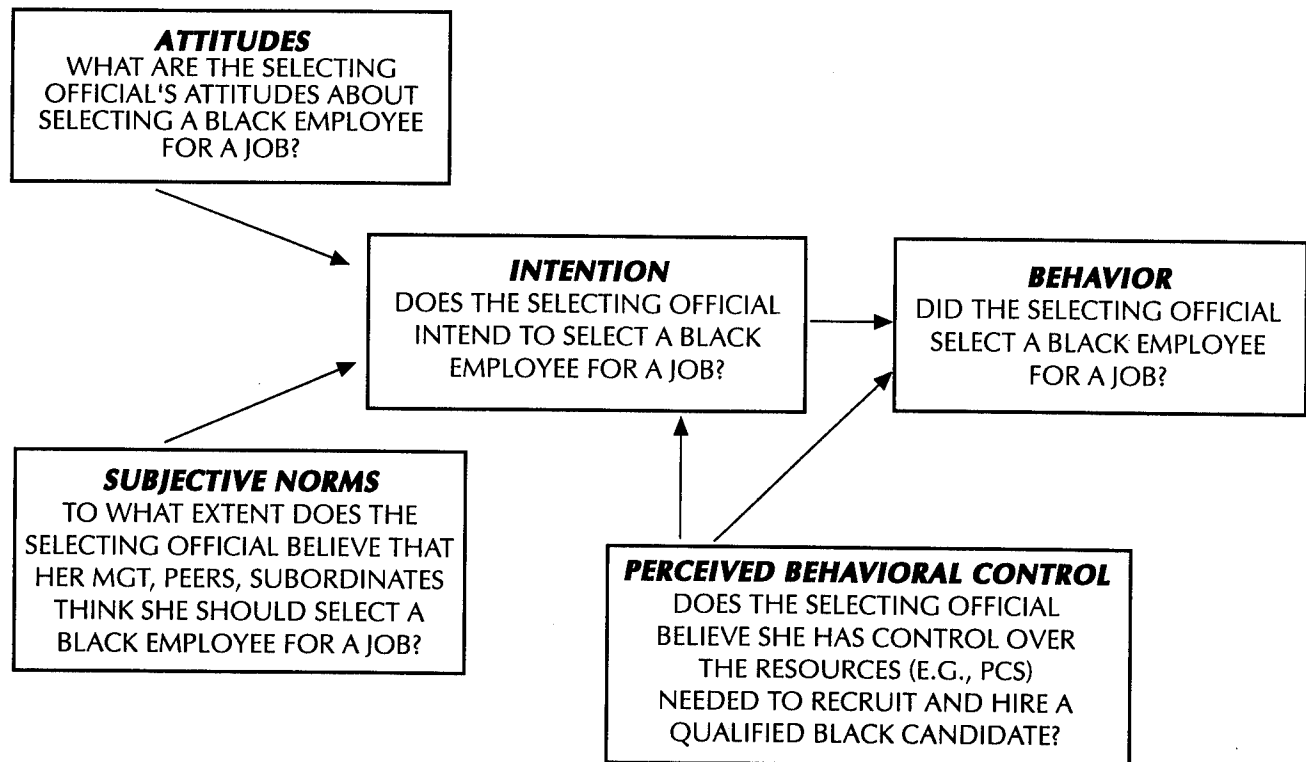 ATTITUDES
WHAT ARE THE SELECTING
OFFICIAL'S ATTITUDES ABOUT
SELECTING A BLACK EMPLOYEE
FOR A JOB?
INTENTION
DOES THE SELECTING OFFICIAL
INTEND TO SELECT A BLACK
EMPLOYEE FOR A JOB?
BEHAVIOR
DID THE SELECTING OFFICIAL
SELECT A BLACK EMPLOYEE
FOR A JOB?
SUBJECTIVE NORMS
TO WHAT EXTENT DOES THE
SELECTING OFFICIAL BELIEVE THAT
HER MGT, PEERS, SUBORDINATES
THINK SHE SHOULD SELECT A
BLACK EMPLOYEE FOR A JOB?
PERCEIVED BEHAVIORAL CONTROL
DOES THE SELECTING OFFICIAL
BELIEVE SHE HAS CONTROL OVER
THE RESOURCES (E.G., PCS)
NEEDED TO RECRUIT AND HIRE A
QUALIFIED BLACK CANDIDATE?